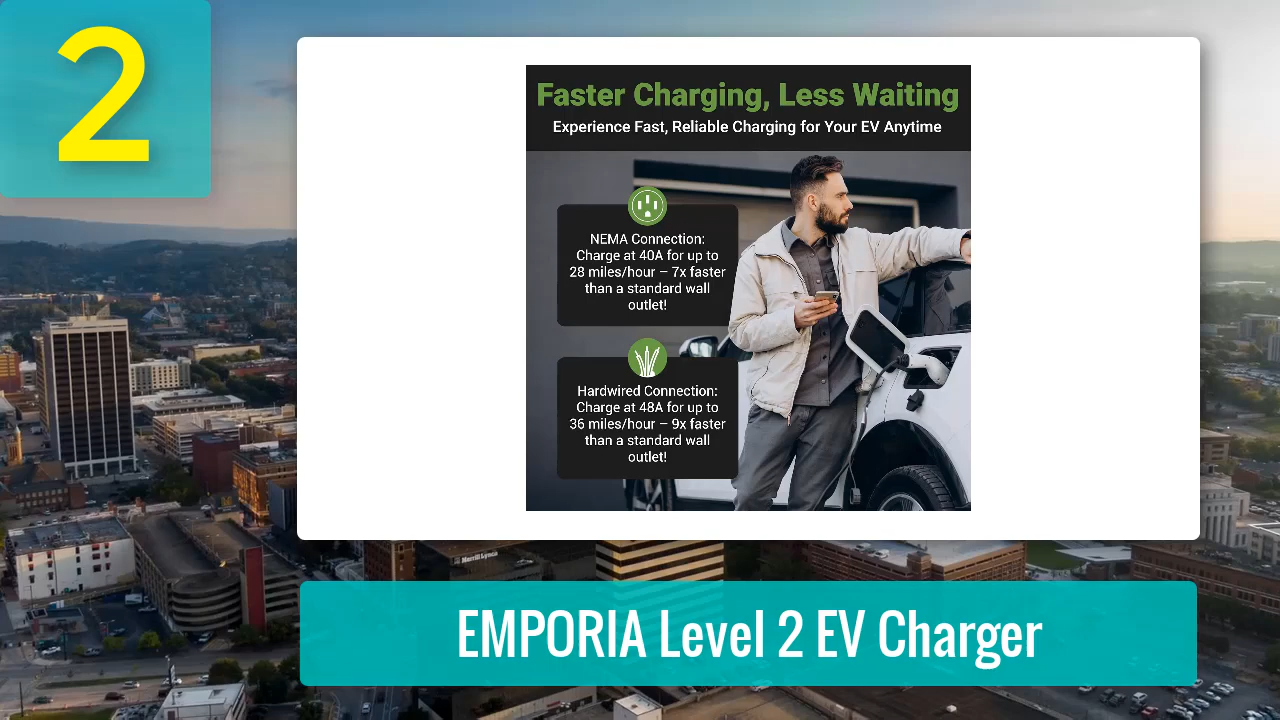 2
Faster Charging, Less Waiting
Experience Fast, Reliable Charging for Your EV Anytime
NEMA Connection:
Charge at 40A for up to
28 miles/hour – 7x faster
than a standard wall
outlet!
Hardwired Connection:
Charge at 48A for up to
36 miles/hour – 9x faster
than a standard wall
outlet!
Merrill Lynch
EMPORIA Level 2 EV Charger